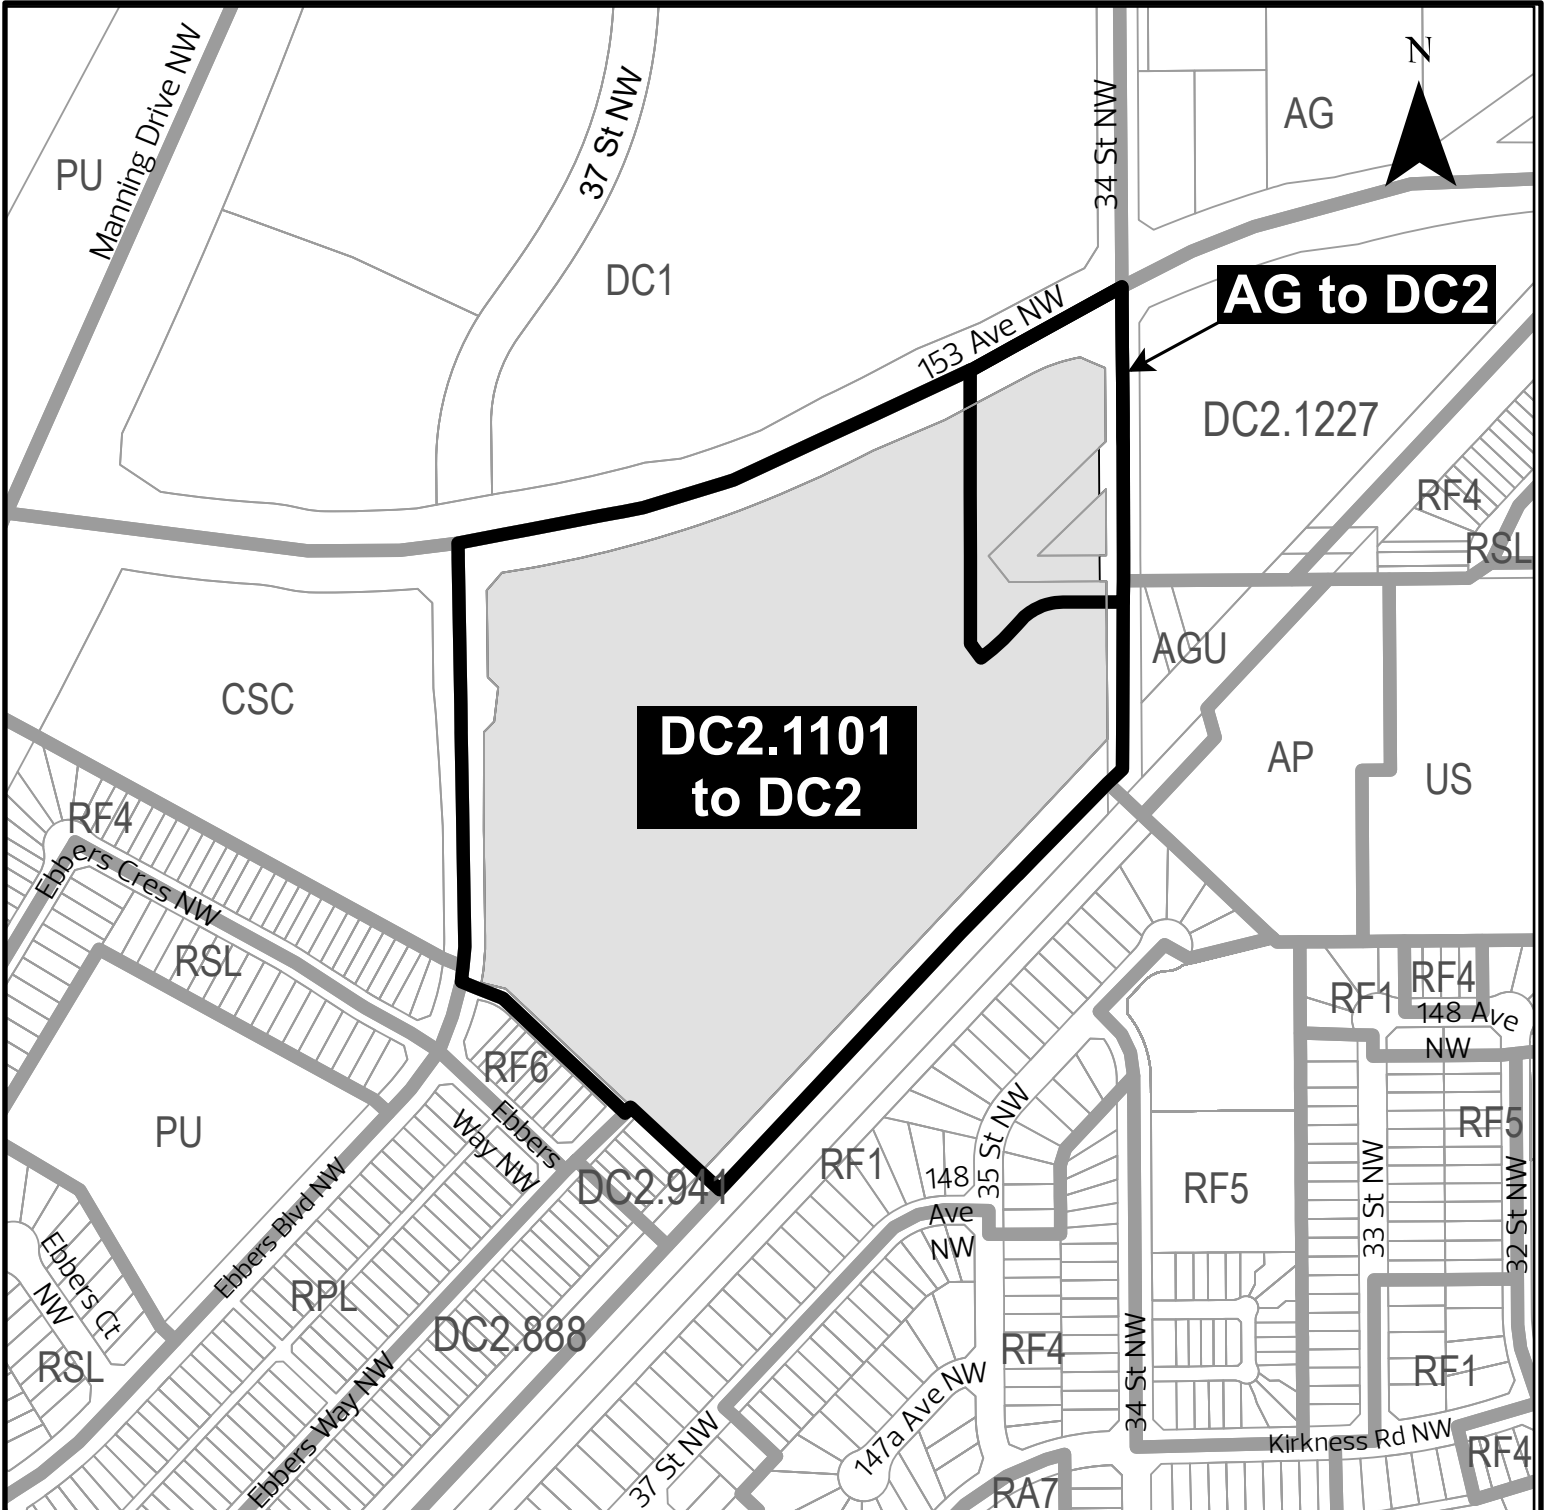 N
Manning Drive NW
37 St NW
34 St NW
AG
PU
DC1
AG to DC2
153 Ave NW
DC2.1227
RF4
RSL
AGU
CSC
DC2.1101
to DC2
AP
US
RF4
Ebbers Cres NW
RSL
RF1
RF4
148 Ave
NW
RF6
Ebbers
Way NW
PU
35 St NW
RF5
DC2.941
RF1
148
Ave
NW
RF5
33 St NW
32 St NW
Ebbers Blvd NW
Ebbers Ct
NW
RPL
DC2.888
RSL
RF4
34 St NW
RF1
147a Ave NW
Ebbers Way NW
37 St NW
Kirkness Rd NW
RF4
RA7